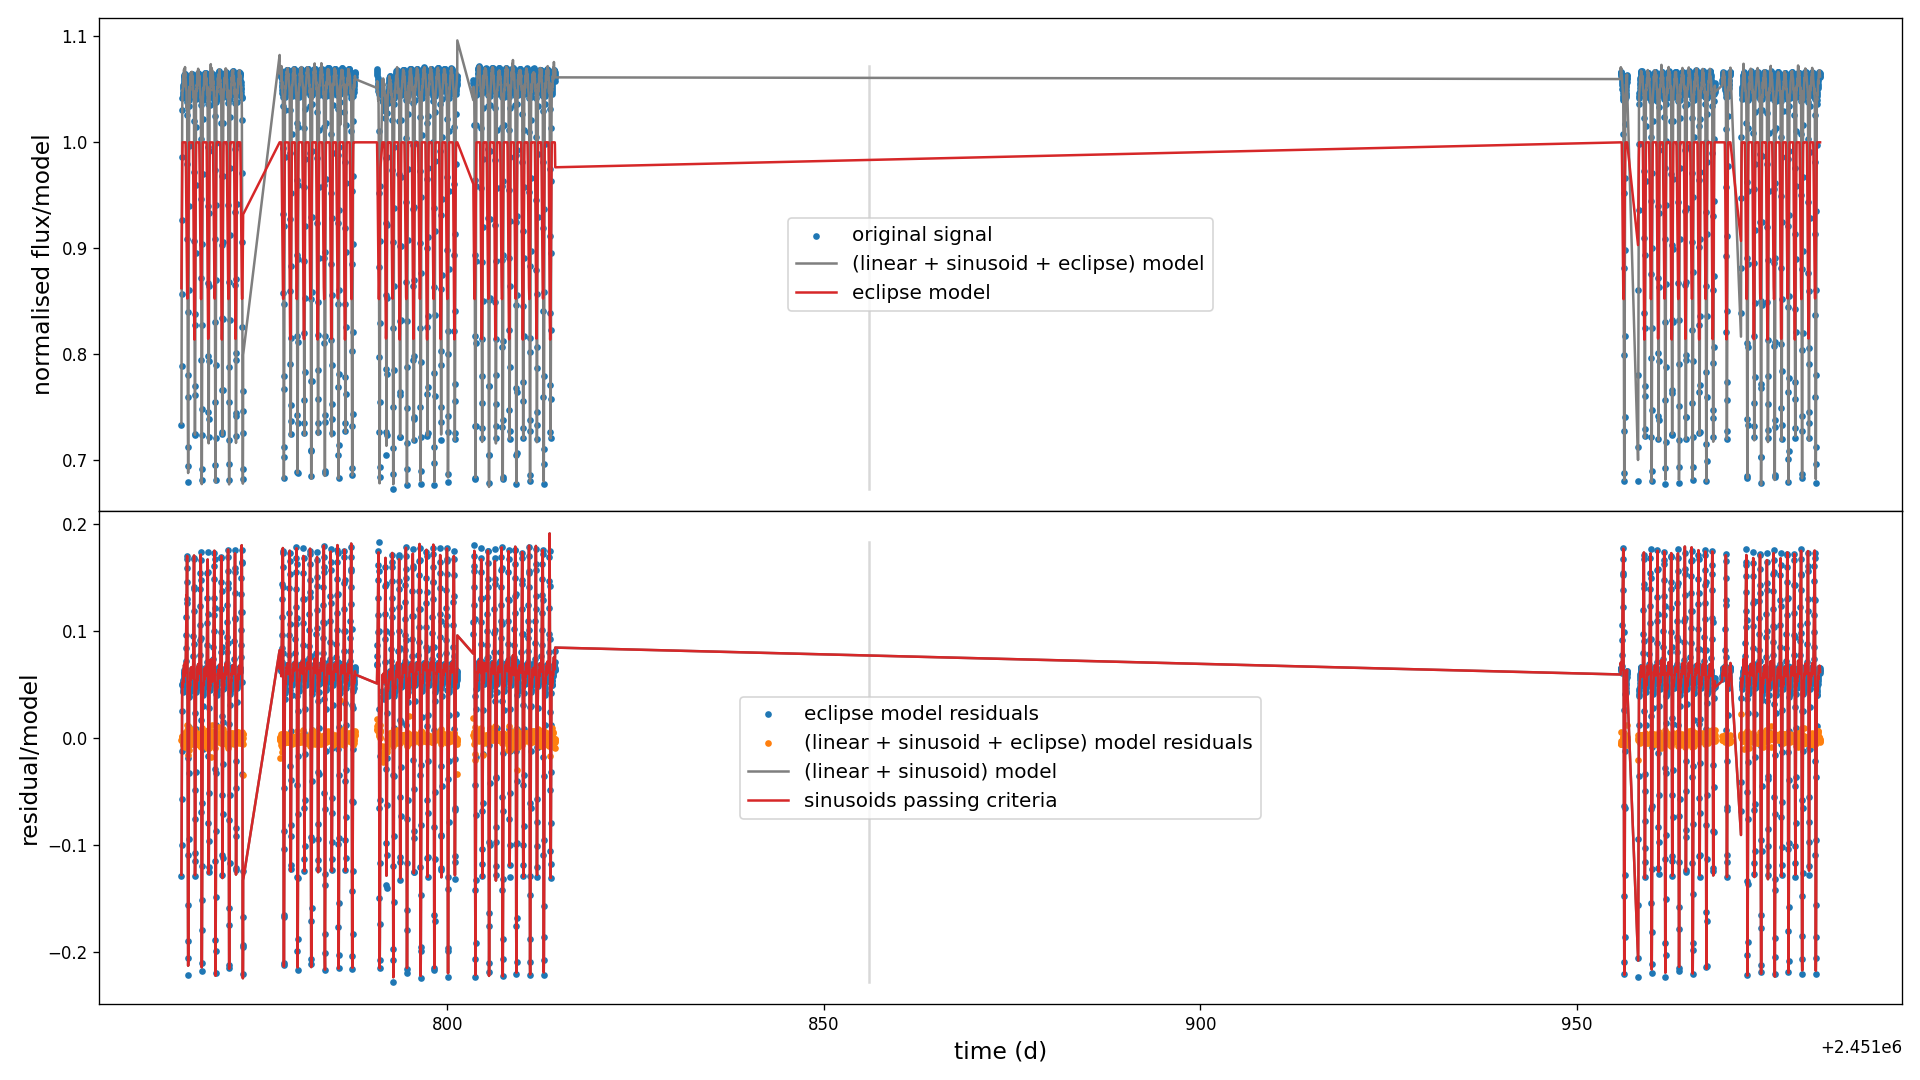 1.1
1.0
0.9
0.8
0.7
normalised flux/model
original signal
(linear + sinusoid + eclipse) model
eclipse model
0.2
0.1
0.0
−0.1
−0.2
residual/model
eclipse model residuals
(linear + sinusoid + eclipse) model residuals
(linear + sinusoid) model
sinusoids passing criteria
800
850
900
950
time (d)
+2.451e6